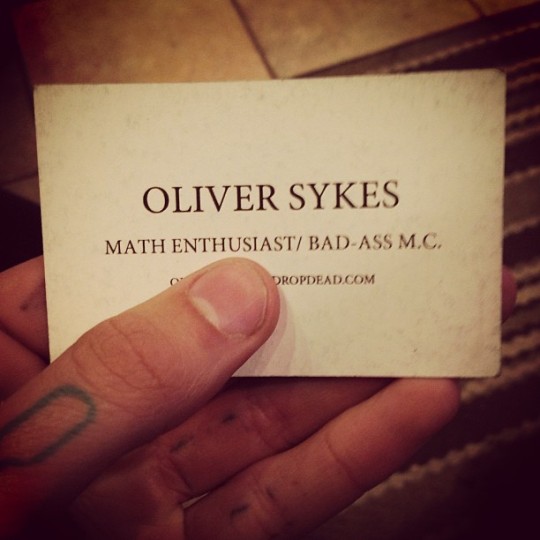 OLIVER SYKES
MATH ENTHUSIAST/ BAD-ASS M.C.
DROPDEAD.COM